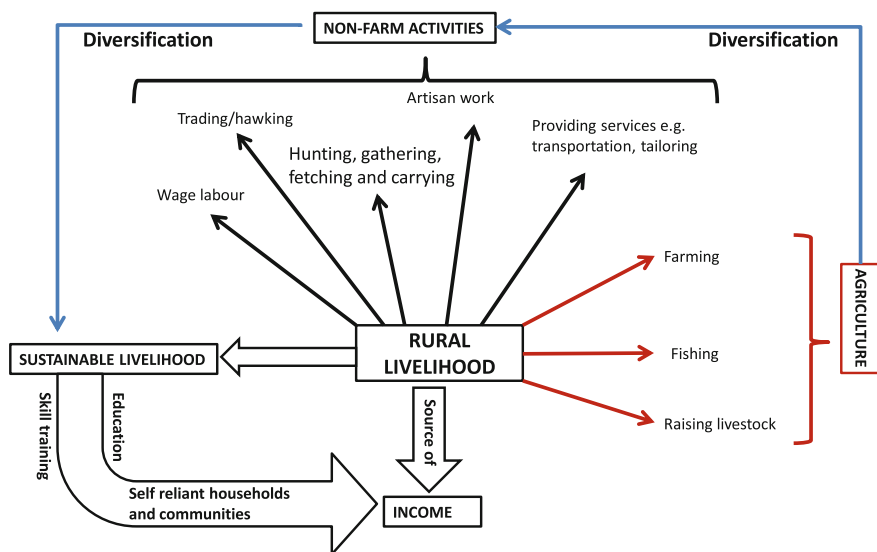 NON-FARM ACTIVITIES
Diversification
Diversification
Artisan work
Trading/hawking
Providing services e.g.
transportation, tailoring
Hunting, gathering,
fetching and carrying
Wage labour
Farming
AGRICULTURE
RURAL
LIVELIHOOD
SUSTAINABLE LIVELIHOOD
Fishing
Raising livestock
Skill training
Education
Source of
Self reliant households
and communities
INCOME